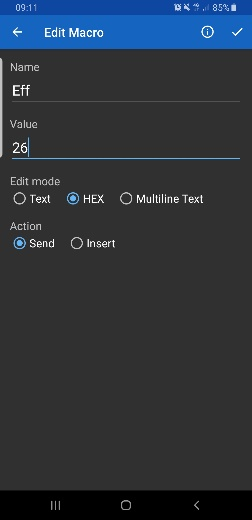 09:11 85%
Edit Macro
Name
Eff
Value
26
Edit mode
Text HEX Multiline Text
Action
Send Insert